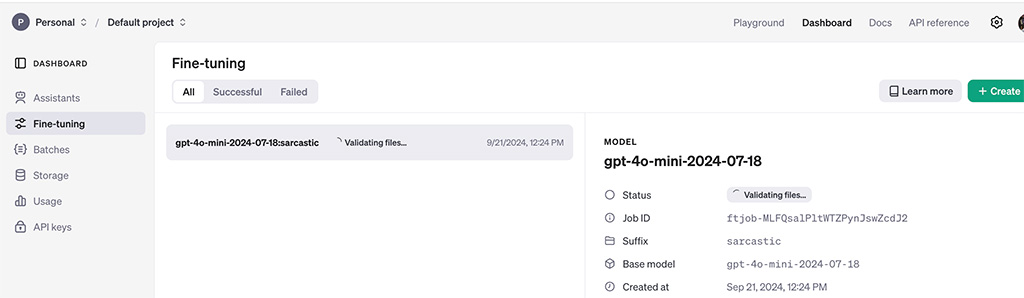 P Personal / Default project
Playground Dashboard Docs API reference
DASHBOARD
Assistants
Fine-tuning
Batches
Storage
Usage
API keys
Fine-tuning
All Successful Failed
Learn more
+ Create
gpt-4o-mini-2024-07-18:sarcastic Validating files... 9/21/2024, 12:24 PM
MODEL
gpt-4o-mini-2024-07-18
Status Validating files...
Job ID ftjob-MLFQsalPltWTZPynJswZcdJ2
Suffix sarcastic
Base model gpt-4o-mini-2024-07-18
Created at Sep 21, 2024, 12:24 PM